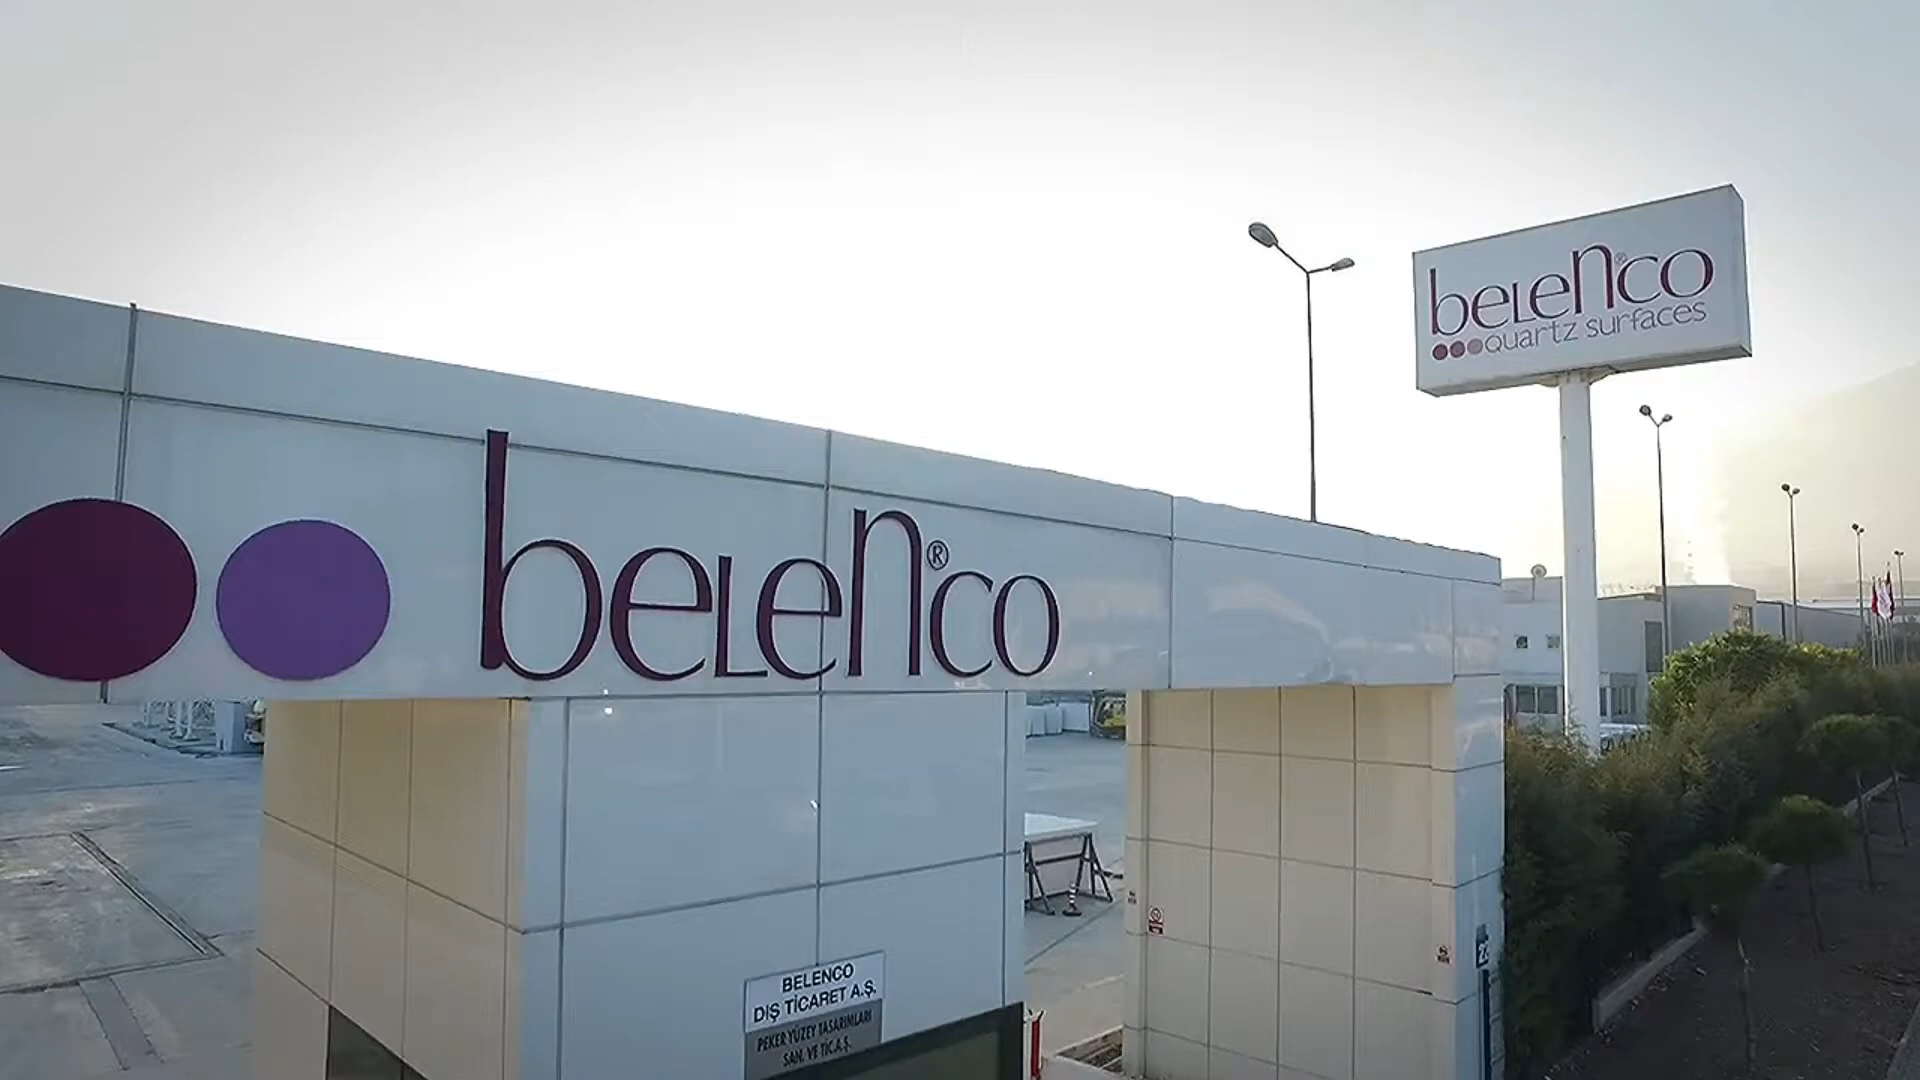 belenco®
belenco®
quartz surfaces
BELENCO
DIŞ TİCARET A.Ş.
PEKER YÜZEY TASARIMLARI
SAN. VE TİC.A.Ş.